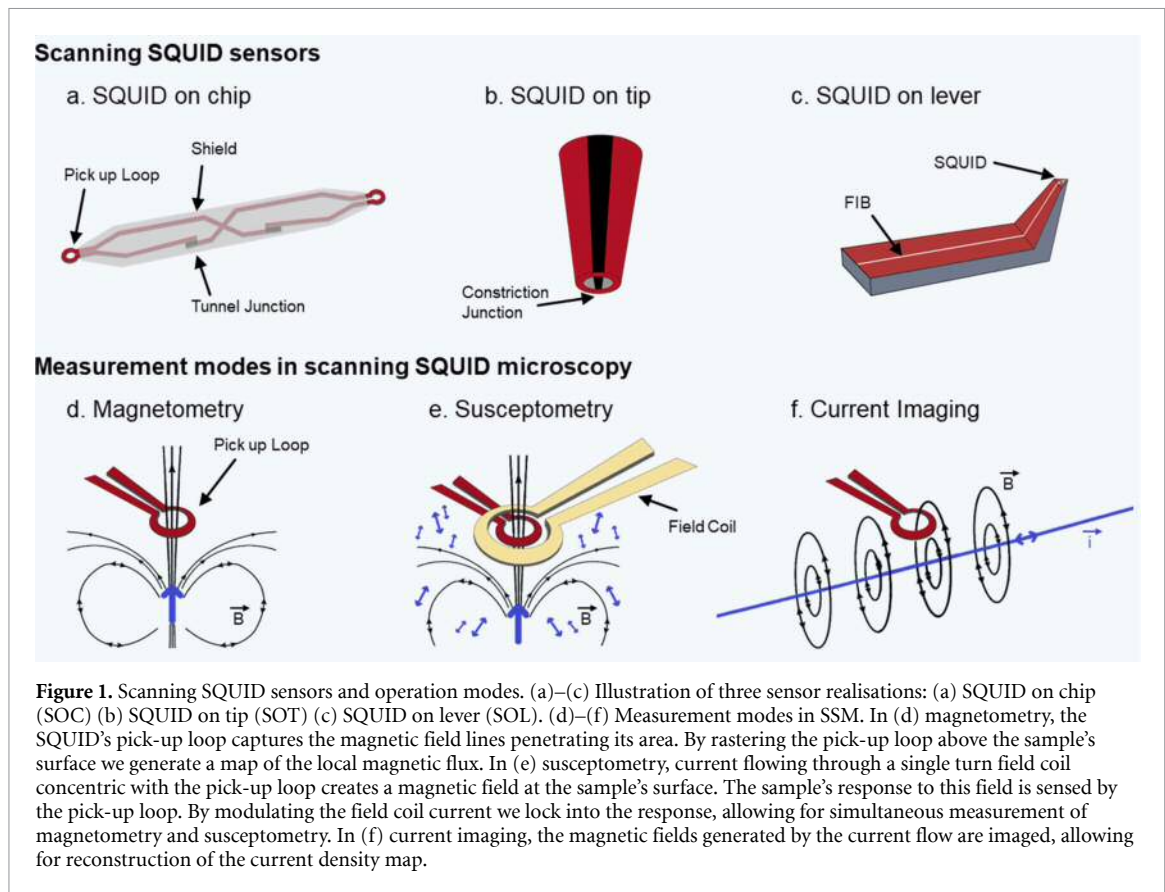 Scanning SQUID sensors
a. SQUID on chip
Shield
Pick up Loop
Tunnel Junction
b. SQUID on tip
Constriction
Junction
c. SQUID on lever
SQUID
FIB
Measurement modes in scanning SQUID microscopy
d. Magnetometry
Pick up Loop
B
e. Susceptometry
Field Coil
B
f. Current Imaging
B
i
Figure 1. Scanning SQUID sensors and operation modes. (a)–(c) Illustration of three sensor realisations: (a) SQUID on chip
(SOC) (b) SQUID on tip (SOT) (c) SQUID on lever (SOL). (d)–(f) Measurement modes in SSM. In (d) magnetometry, the
SQUID's pick-up loop captures the magnetic field lines penetrating its area. By rastering the pick-up loop above the sample's
surface we generate a map of the local magnetic flux. In (e) susceptometry, current flowing through a single turn field coil
concentric with the pick-up loop creates a magnetic field at the sample's surface. The sample's response to this field is sensed by
the pick-up loop. By modulating the field coil current we lock into the response, allowing for simultaneous measurement of
magnetometry and susceptometry. In (f) current imaging, the magnetic fields generated by the current flow are imaged, allowing
for reconstruction of the current density map.